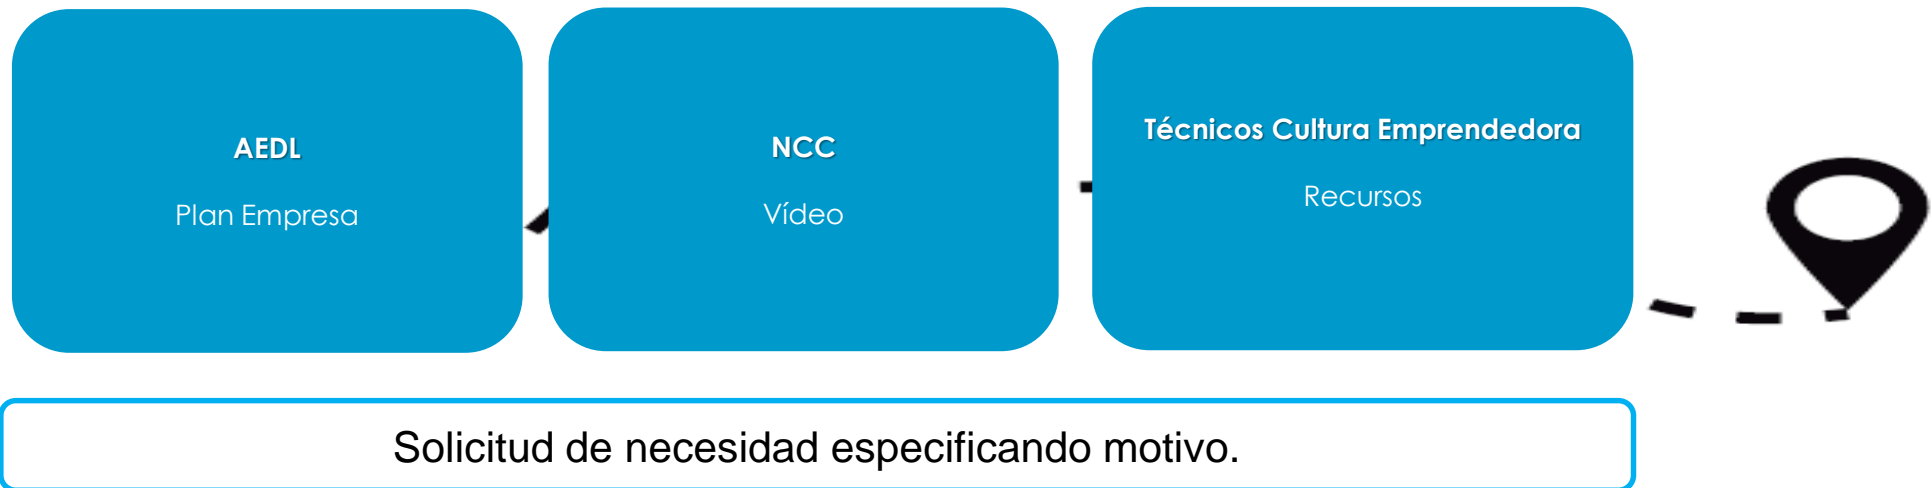 AEDL
Plan Empresa
NCC
Vídeo
Técnicos Cultura Emprendedora
Recursos
Solicitud de necesidad especificando motivo.